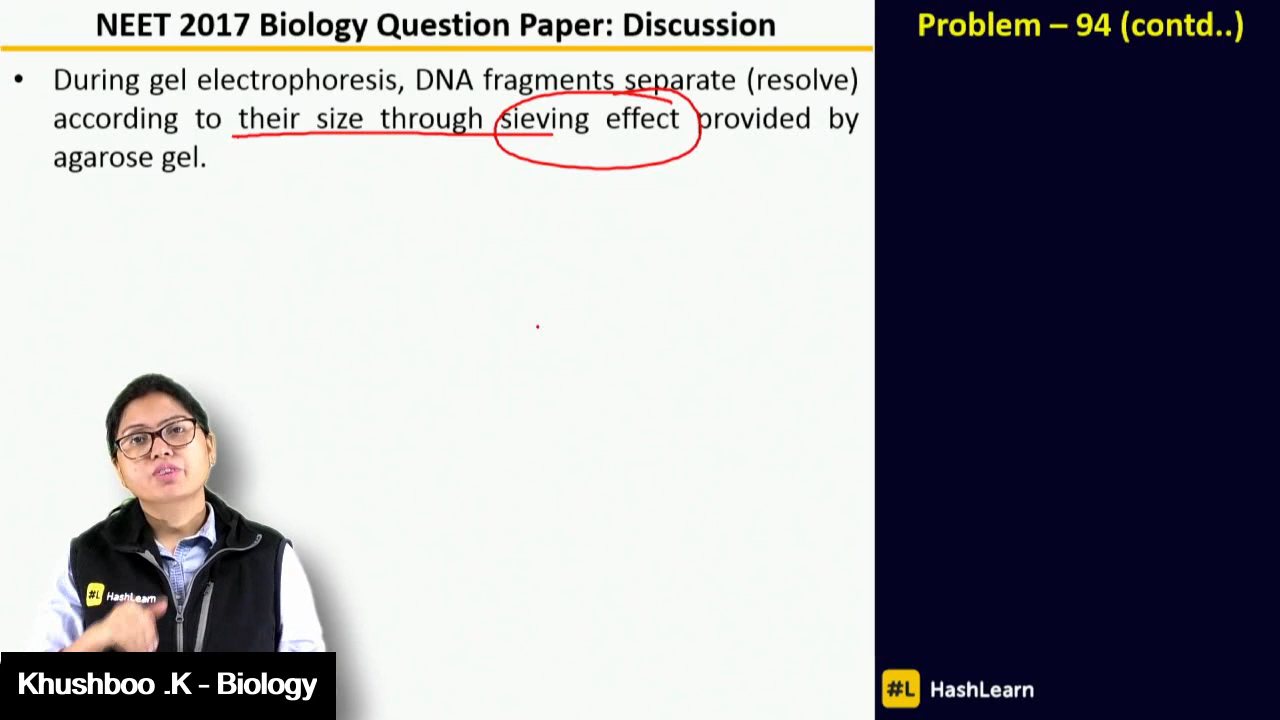 NEET 2017 Biology Question Paper: Discussion
Problem – 94 (contd..)
• During gel electrophoresis, DNA fragments separate (resolve)
according to their size through sieving effect provided by
agarose gel.
#L HashLearn
Khushboo .K - Biology
#L HashLearn